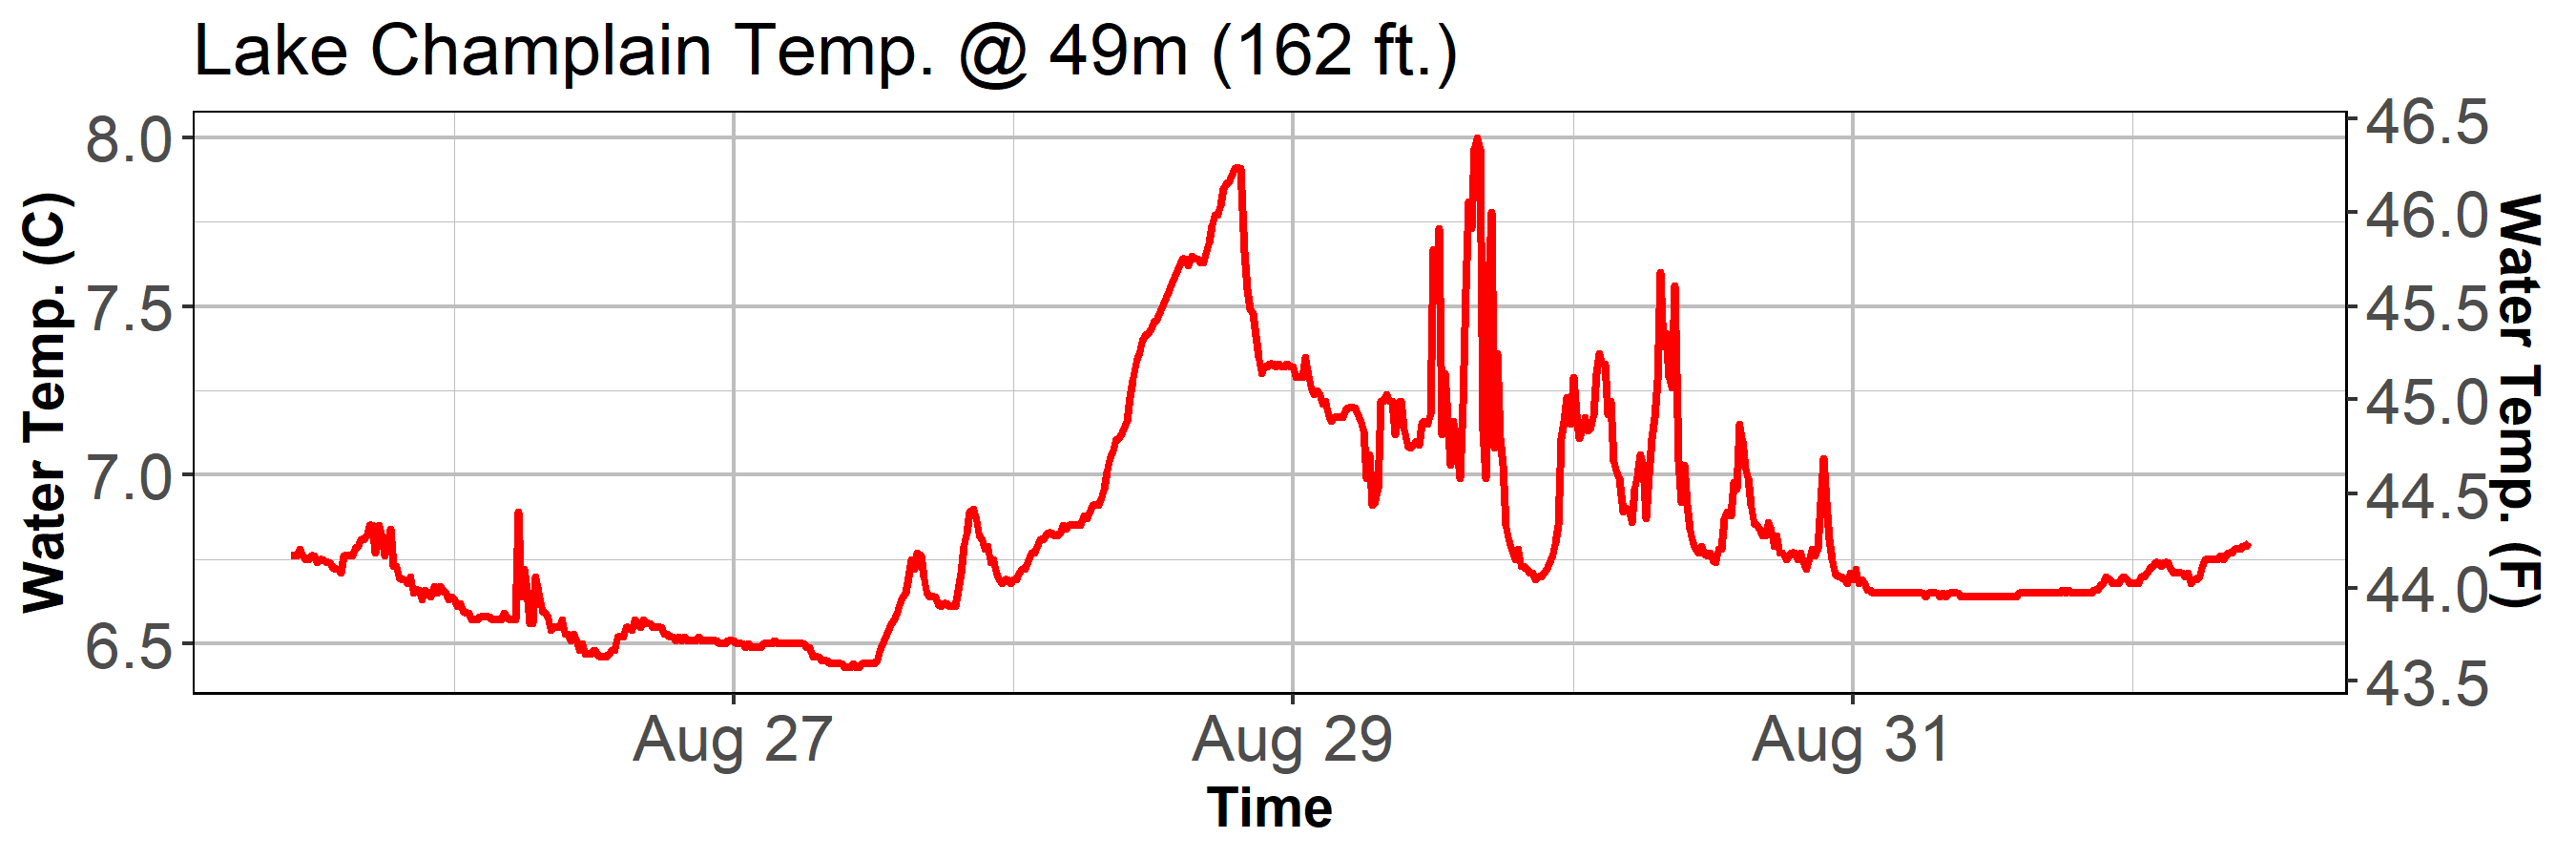 Lake Champlain Temp. @ 49m (162 ft.)
Water Temp. (C)
8.0
7.5
7.0
6.5
46.5
46.0
45.5
45.0
44.5
44.0
43.5
Water Temp. (F)
Aug 27 Aug 29 Aug 31
Time